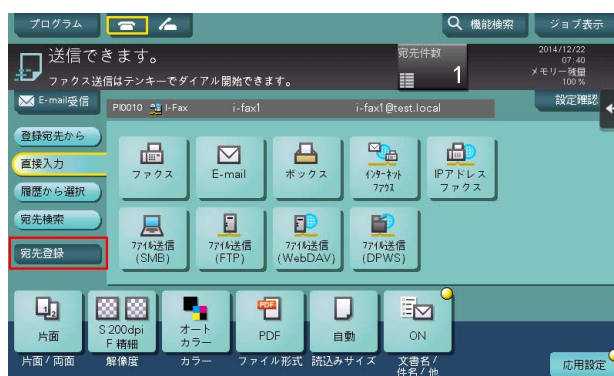 プログラム
機能検索
ジョブ表示
送信できます。
ファクス送信はテンキーでダイアル開始できます。
宛先件数
1
2014/12/22
07:40
メモリー残量
100 %
E-mail受信
PI0010 I-Fax i-fax1 i-fax1@test.local
設定確認
登録宛先から
直接入力
履歴から選択
宛先検索
宛先登録
ファクス
E-mail
ボックス
インターネット
ファクス
IPアドレス
ファクス
ファイル送信
(SMB)
ファイル送信
(FTP)
ファイル送信
(WebDAV)
ファイル送信
(DPWS)
片面
S 200dpi
F 精細
オート
カラー
PDF
PDF
自動
ON
片面/両面
解像度
カラー
ファイル形式
読込みサイズ
文書名/
件名/他
応用設定